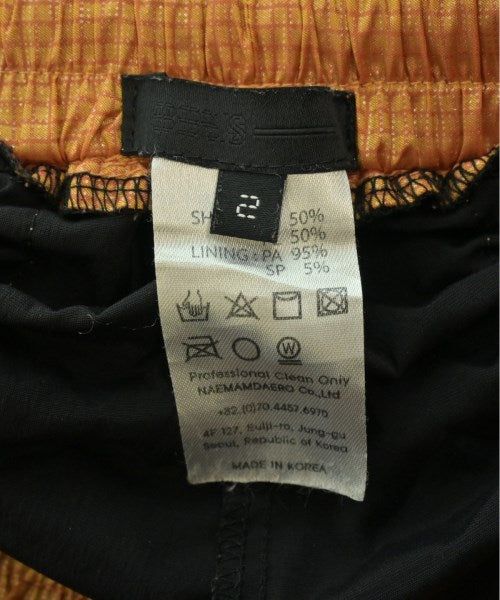 2
SH 50%
50%
LINING : PA 95%
SP 5%
W
Professional Clean Only
NAEMAMDAERO Co.,Ltd
+82.(0)70.4457.6970
4F 127, Eulji-ro, Jung-gu
Seoul, Republic of Korea
MADE IN KOREA